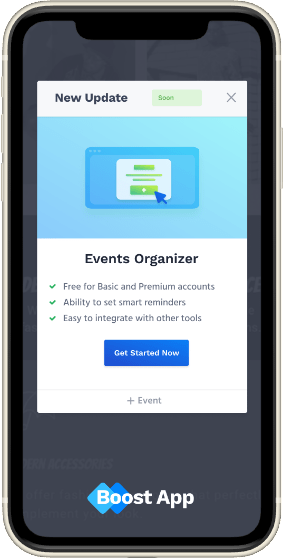 New Update
Soon
Events Organizer
Free for Basic and Premium accounts
Ability to set smart reminders
Easy to integrate with other tools
Get Started Now
+ Event
Boost App